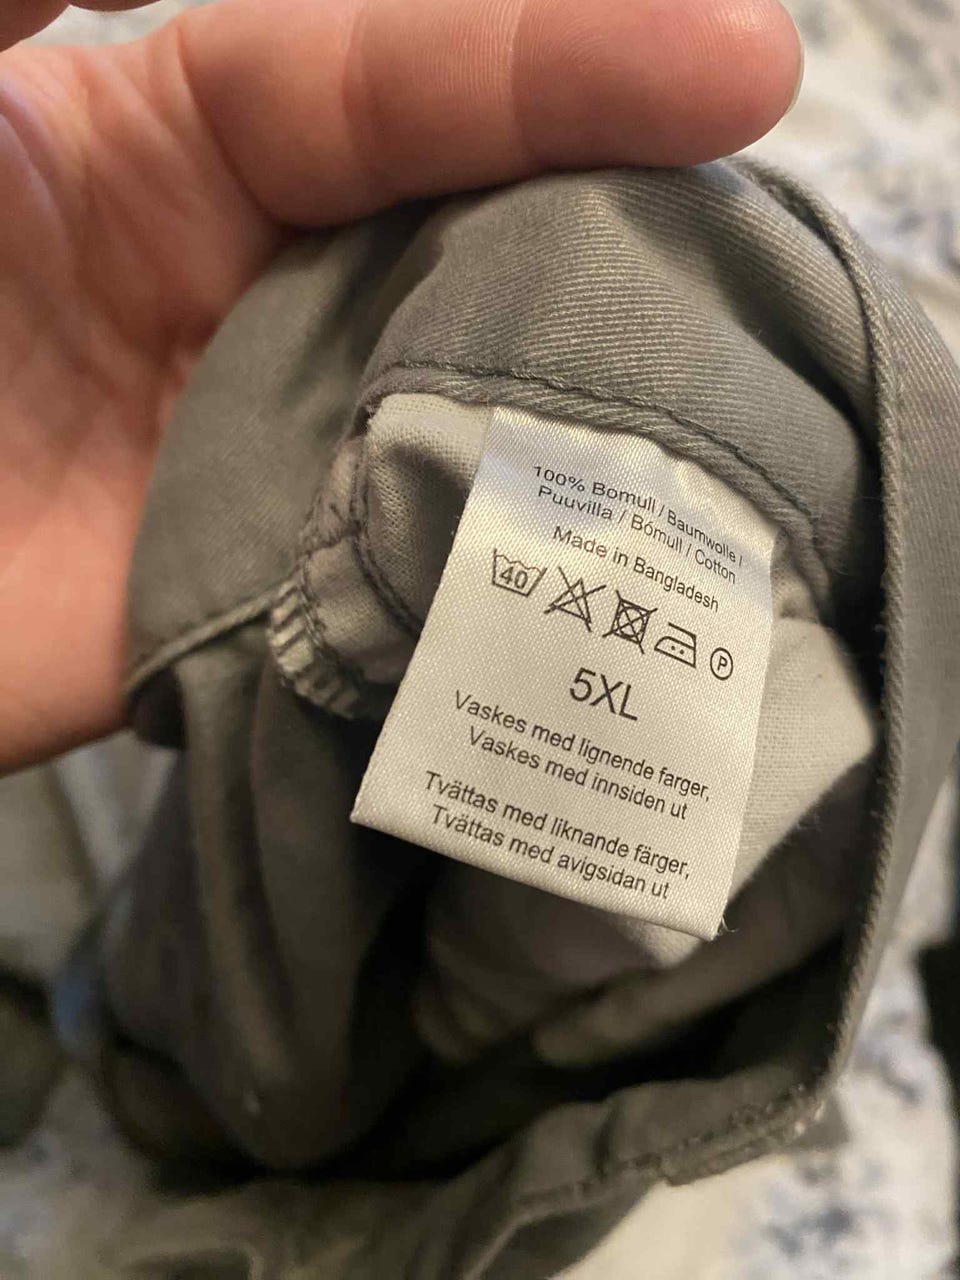 100% Bomull / Baumwolle /
Puuvilla / Bómull / Cotton
Made in Bangladesh
40 P
5XL
Vaskes med lignende farger,
Vaskes med innsiden ut
Tvättas med liknande färger,
Tvättas med avigsidan ut